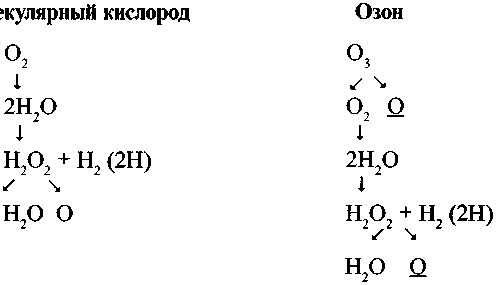 екулярный кислород
O₂
2H₂O
H₂O₂ + H₂ (2H)
H₂O O
Озон
O₃
O₂ O
2H₂O
H₂O₂ + H₂ (2H)
H₂O O